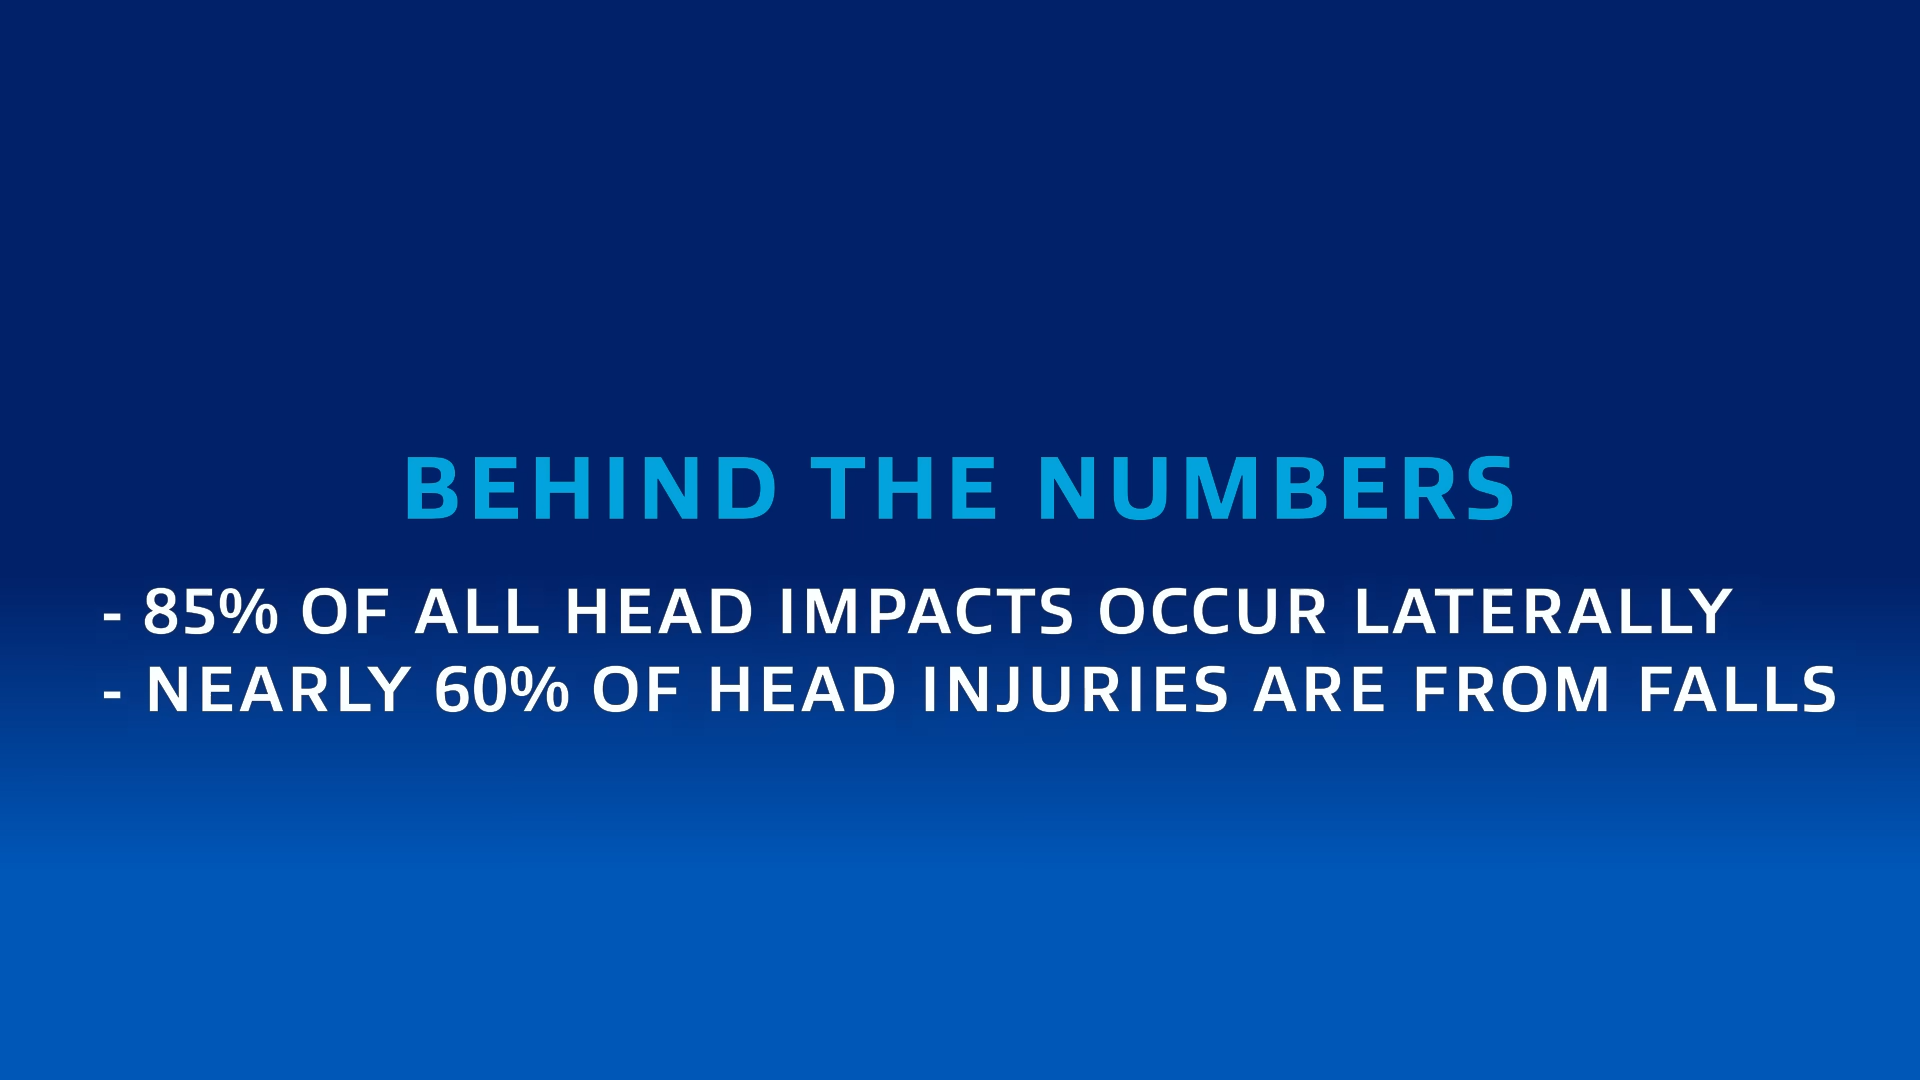 BEHIND THE NUMBERS
- 85% OF ALL HEAD IMPACTS OCCUR LATERALLY
- NEARLY 60% OF HEAD INJURIES ARE FROM FALLS